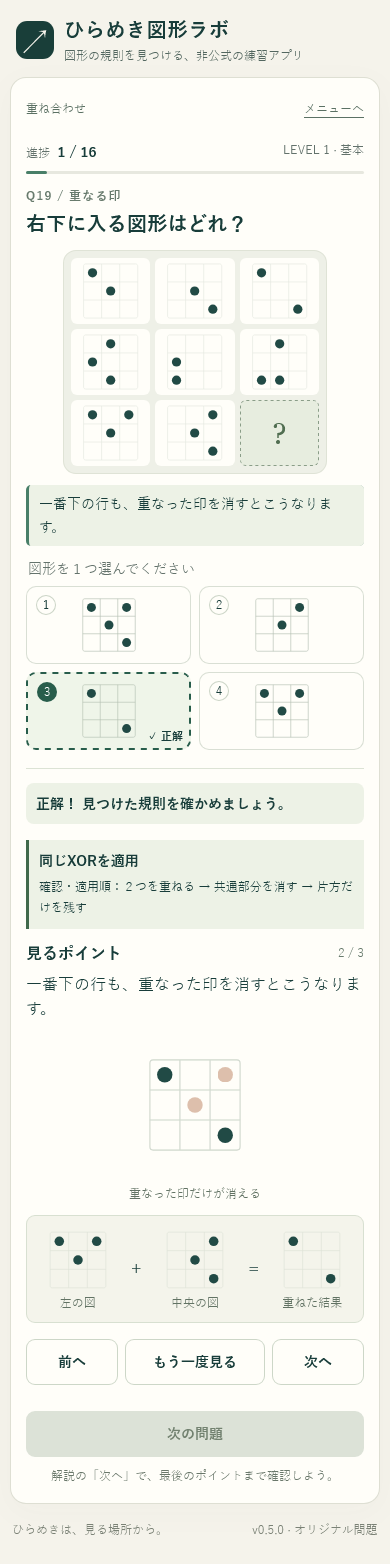 ひらめき図形ラボ
図形の規則を見つける、非公式の練習アプリ
重ね合わせ
メニューへ
進捗 1 / 16
LEVEL 1 · 基本
Q19 / 重なる印
右下に入る図形はどれ？
?
一番下の行も、重なった印を消すとこうなりま
す。
図形を1つ選んでください
1
2
3
✓ 正解
4
正解！ 見つけた規則を確かめましょう。
同じXORを適用
確認・適用順：2つを重ねる → 共通部分を消す → 片方だ
けを残す
見るポイント
2 / 3
一番下の行も、重なった印を消すとこうなりま
す。
重なった印だけが消える
+
=
左の図
中央の図
重ねた結果
前へ
もう一度見る
次へ
次の問題
解説の「次へ」で、最後のポイントまで確認しよう。
ひらめきは、見る場所から。
v0.5.0 · オリジナル問題